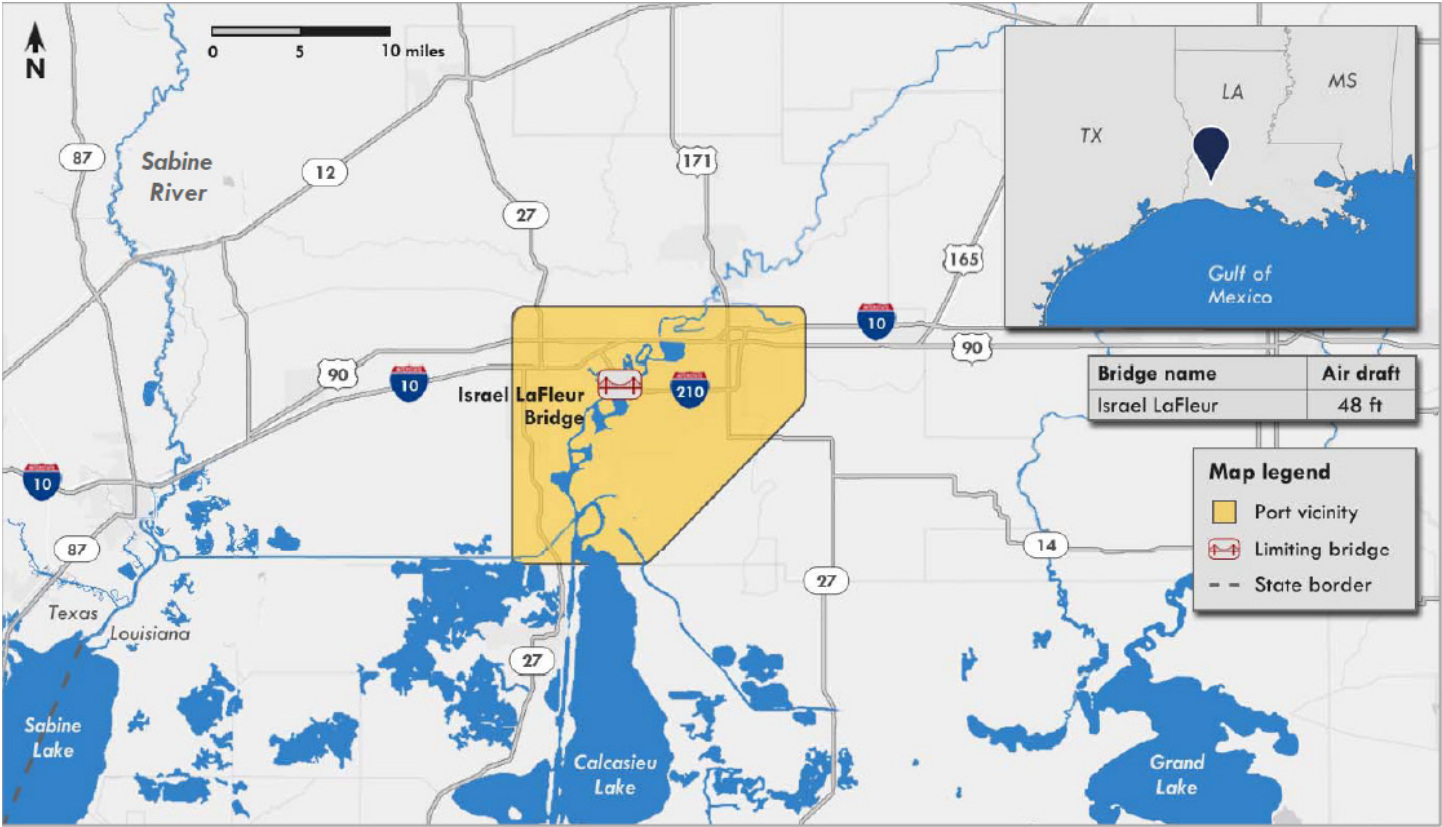 N
0 5 10 miles
Sabine
River
87
12
171
27
165
10
90
90
10
Israel LaFleur
Bridge
210
10
87
Texas
Louisiana
27
27
14
Sabine
Lake
Calcasieu
Lake
Grand
Lake
TX
LA
MS
Gulf of
Mexico
Bridge name Air draft
Israel LaFleur 48 ft
Map legend
Port vicinity
Limiting bridge
State border